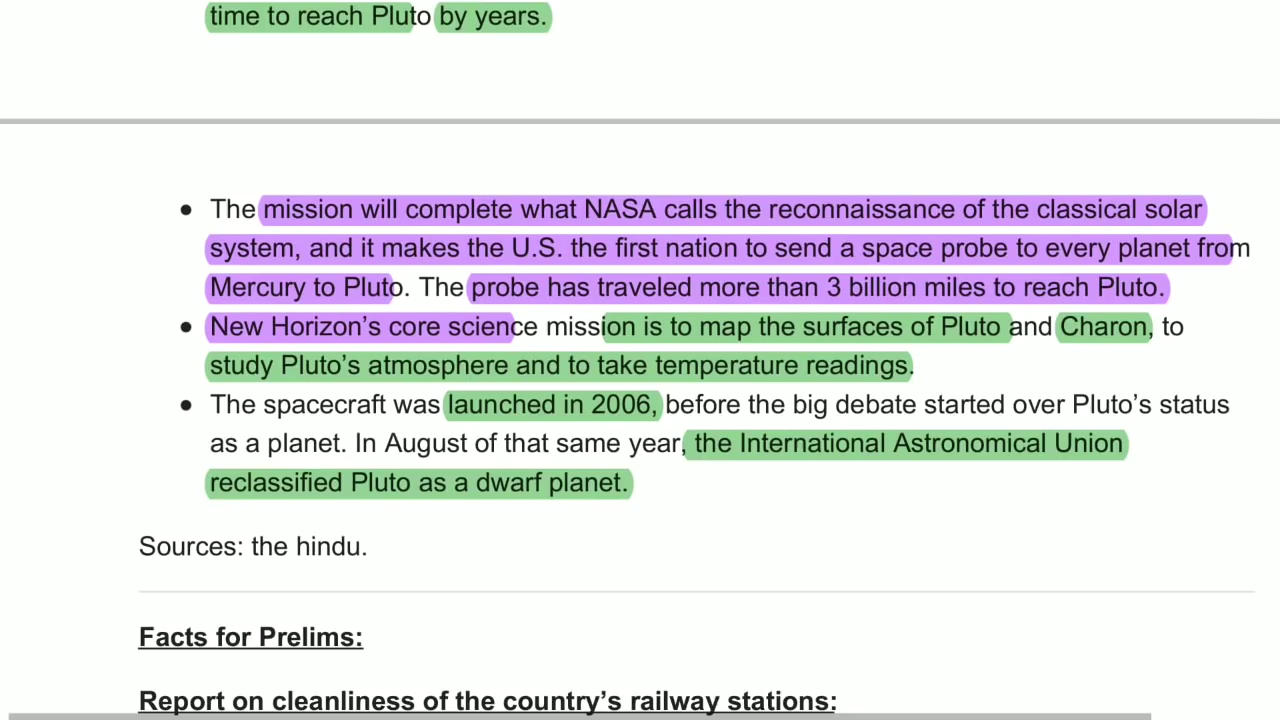 time to reach Pluto by years.
● The mission will complete what NASA calls the reconnaissance of the classical solar
system, and it makes the U.S. the first nation to send a space probe to every planet from
Mercury to Pluto. The probe has traveled more than 3 billion miles to reach Pluto.
● New Horizon’s core science mission is to map the surfaces of Pluto and Charon, to
study Pluto’s atmosphere and to take temperature readings.
● The spacecraft was launched in 2006, before the big debate started over Pluto’s status
as a planet. In August of that same year, the International Astronomical Union
reclassified Pluto as a dwarf planet.
Sources: the hindu.
Facts for Prelims:
Report on cleanliness of the country’s railway stations: